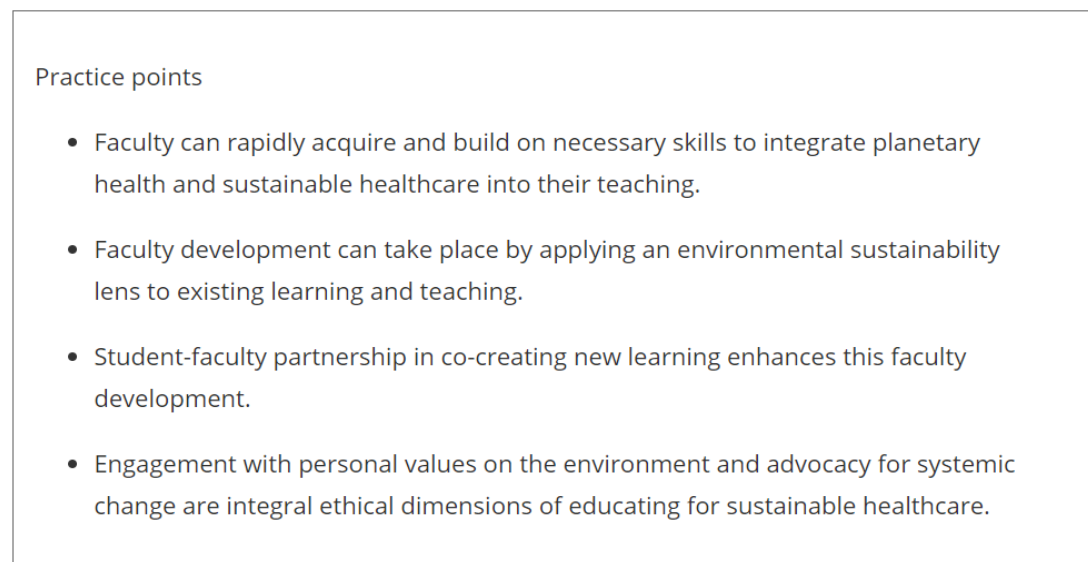 Practice points
• Faculty can rapidly acquire and build on necessary skills to integrate planetary
health and sustainable healthcare into their teaching.
• Faculty development can take place by applying an environmental sustainability
lens to existing learning and teaching.
• Student-faculty partnership in co-creating new learning enhances this faculty
development.
• Engagement with personal values on the environment and advocacy for systemic
change are integral ethical dimensions of educating for sustainable healthcare.